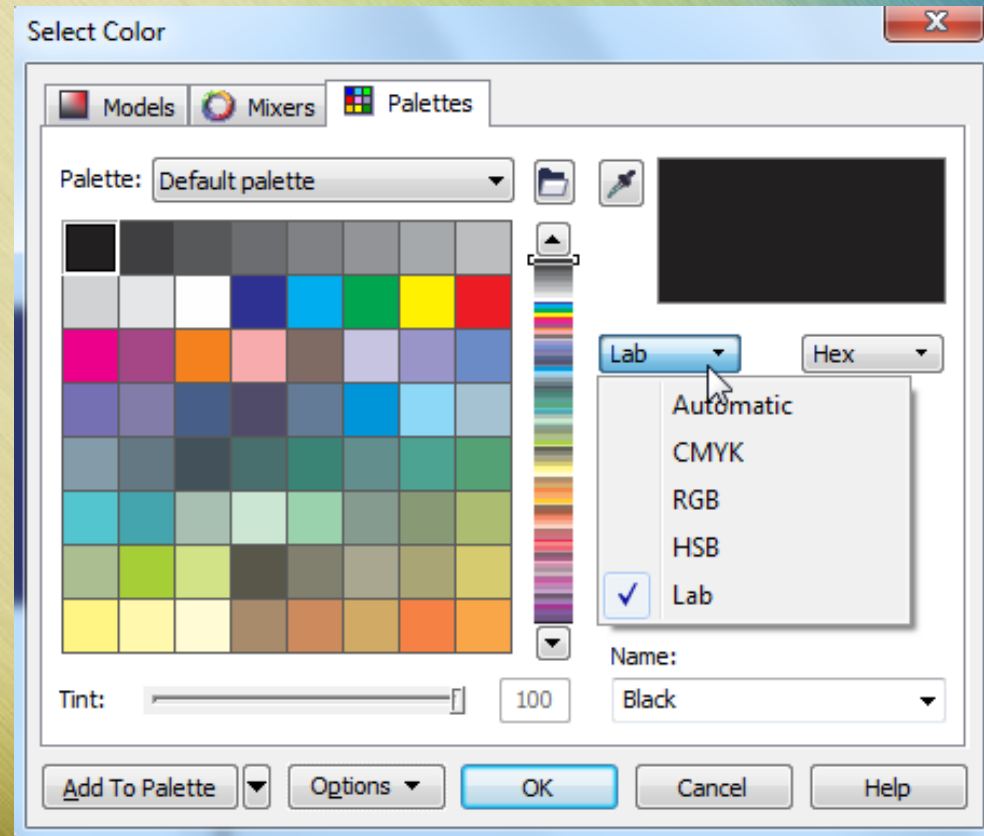 Select Color
Models Mixers Palettes
Palette: Default palette
Lab Hex
Automatic
CMYK
RGB
HSB
Lab
Name:
Tint: 100 Black
Add To Palette Options OK Cancel Help